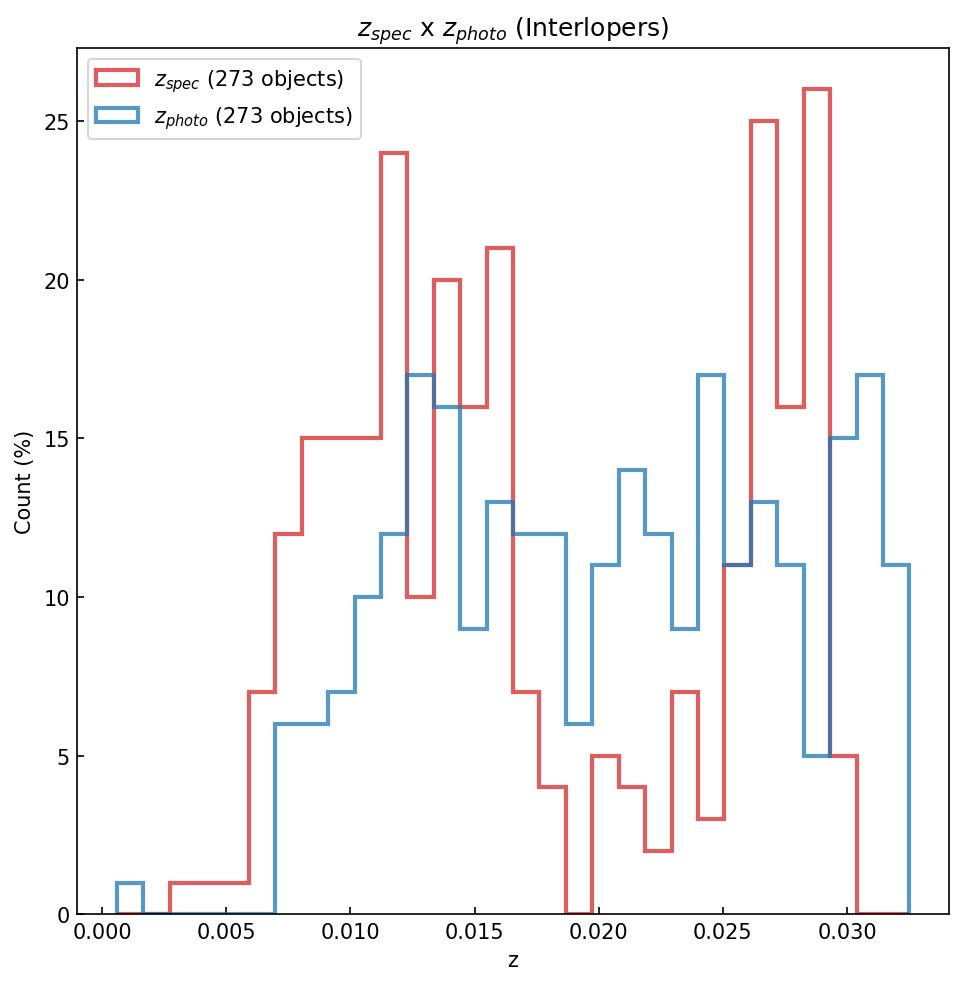 z_spec x z_photo (Interlopers)
z_spec (273 objects)
z_photo (273 objects)
Count (%)
25
20
15
10
5
0
0.000 0.005 0.010 0.015 0.020 0.025 0.030
z